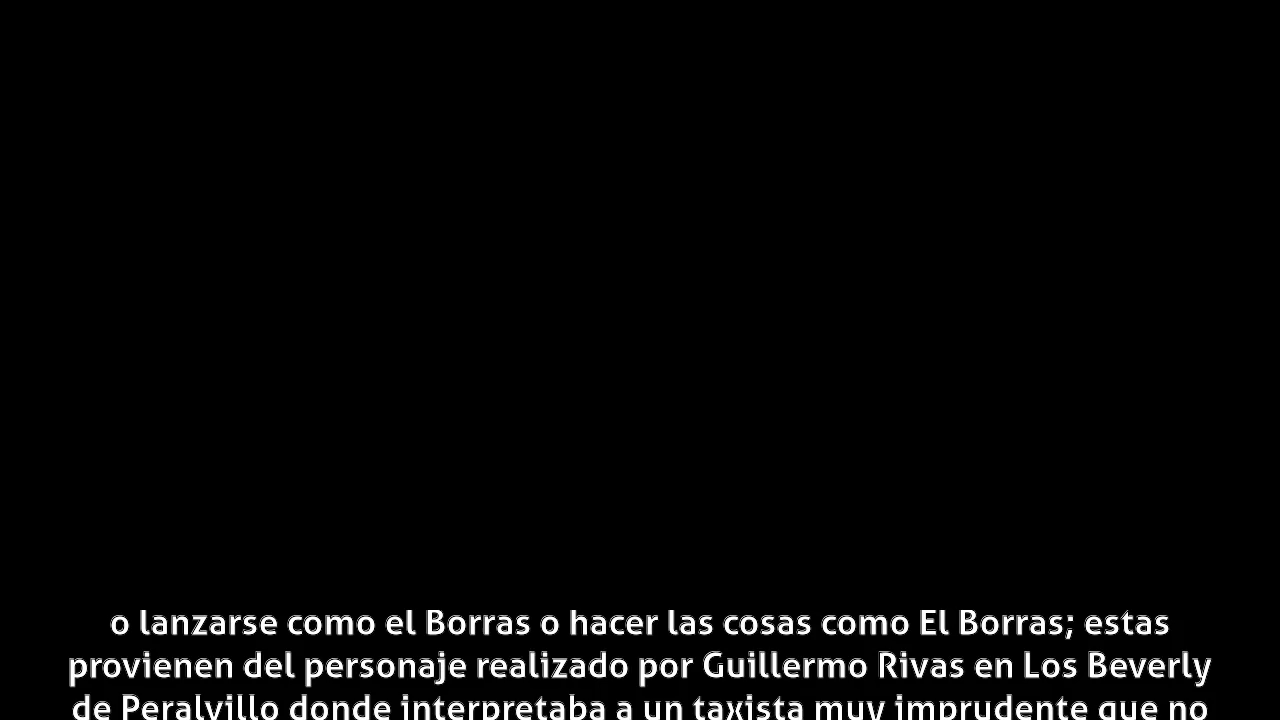 o lanzarse como el Borras o hacer las cosas como El Borras; estas
provienen del personaje realizado por Guillermo Rivas en Los Beverly
de Peralvillo donde interpretaba a un taxista muy imprudente que no